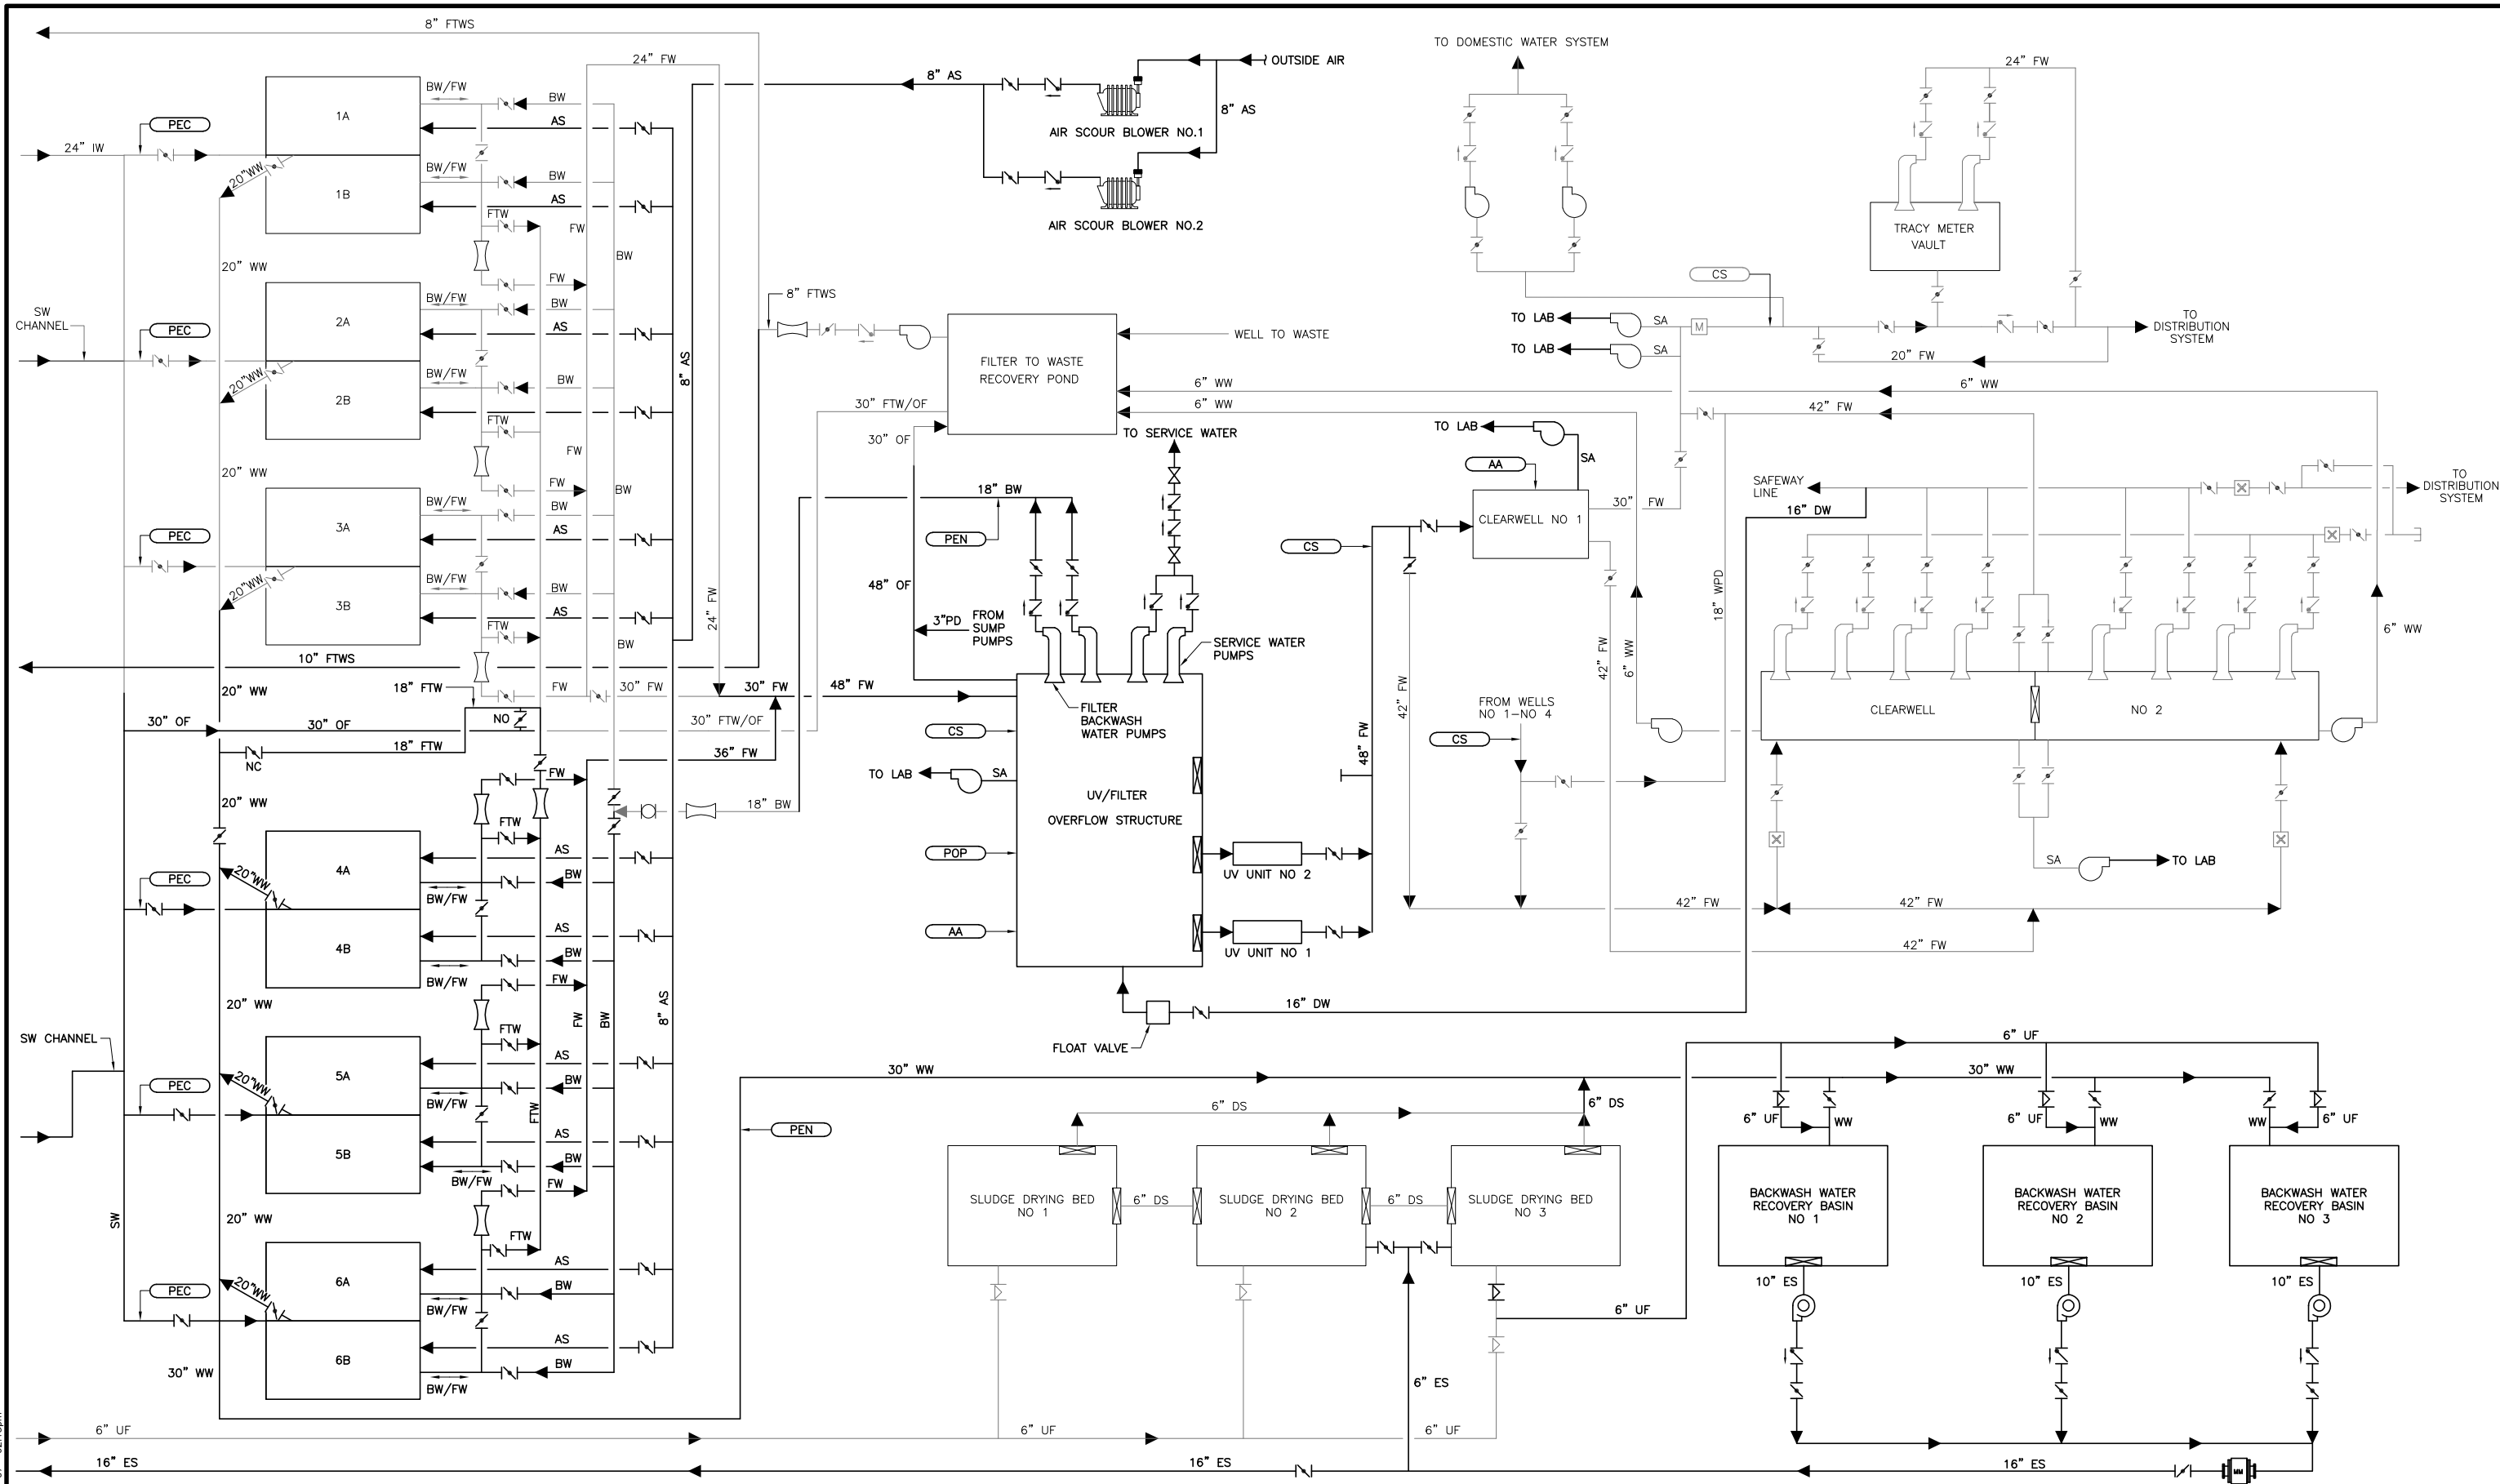 8" FTWS
24" FW
TO DOMESTIC WATER SYSTEM
OUTSIDE AIR
24" FW
8" AS
BW/FW
BW
1A
AS
PEC
8" AS
AIR SCOUR BLOWER NO.1
24" IW
20"WW
BW/FW
BW
1B
AS
FTW
FW
AIR SCOUR BLOWER NO.2
TRACY METER
VAULT
BW
20" WW
FW
CS
BW/FW
BW
8" FTWS
SW
CHANNEL
2A
AS
PEC
TO LAB
SA
M
TO
DISTRIBUTION
SYSTEM
WELL TO WASTE
TO LAB
SA
20" FW
8" AS
FILTER TO WASTE
RECOVERY POND
20"WW
BW/FW
BW
2B
6" WW
6" WW
30" FTW/OF
6" WW
42" FW
FTW
30" OF
TO SERVICE WATER
TO LAB
FW
SA
20" WW
AA
FW
BW
SAFEWAY
LINE
TO
DISTRIBUTION
SYSTEM
BW/FW
BW
18" BW
30" FW
16" DW
3A
AS
PEC
PEN
CLEARWELL NO 1
CS
20"WW
BW/FW
BW
48" OF
24" FW
18" WPD
3B
AS
3"PD
FROM
SUMP
PUMPS
FTW
BW
SERVICE WATER
PUMPS
6" WW
42" FW
6" WW
10" FTWS
20" WW
18" FTW
FW
30" FW
30" FW
48" FW
42" FW
FROM WELLS
NO 1-NO 4
CLEARWELL
NO 2
FILTER
BACKWASH
WATER PUMPS
30" OF
30" OF
NO
30" FTW/OF
CS
CS
18" FTW
36" FW
48" FW
NC
FW
TO LAB
SA
UV/FILTER
OVERFLOW STRUCTURE
20" WW
18" BW
FTW
4A
AS
POP
UV UNIT NO 2
SA
TO LAB
PEC
20"WW
BW
BW/FW
42" FW
42" FW
4B
AS
AA
UV UNIT NO 1
42" FW
BW
BW/FW
FW
20" WW
FW
BW
8" AS
16" DW
FTW
SW CHANNEL
FLOAT VALVE
6" UF
5A
AS
30" WW
30" WW
PEC
20"WW
BW
BW/FW
FTW
6" DS
6" DS
6" UF
WW
6" UF
WW
WW
6" UF
PEN
5B
AS
BW
BW/FW
FW
SLUDGE DRYING BED
NO 1
6" DS
SLUDGE DRYING BED
NO 2
6" DS
SLUDGE DRYING BED
NO 3
BACKWASH WATER
RECOVERY BASIN
NO 1
BACKWASH WATER
RECOVERY BASIN
NO 2
BACKWASH WATER
RECOVERY BASIN
NO 3
SW
20" WW
FTW
6A
AS
10" ES
10" ES
10" ES
PEC
20"WW
BW
BW/FW
6" UF
6B
AS
BW
30" WW
BW/FW
6" ES
6" UF
6" UF
6" UF
16" ES
16" ES
16" ES
16" ES
MM